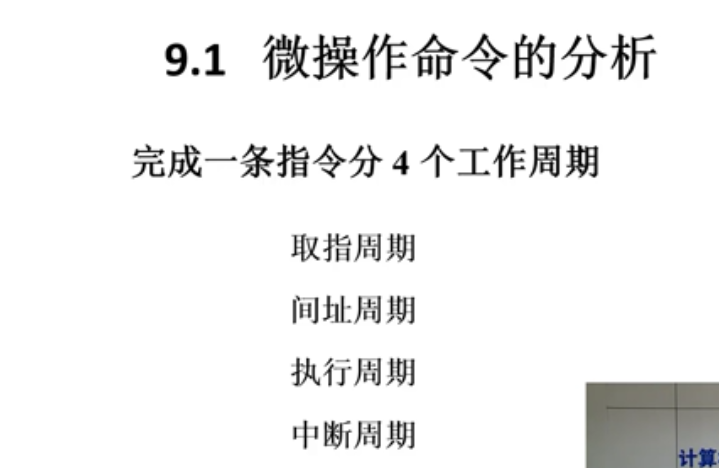 9.1 微操作命令的分析
完成一条指令分 4 个工作周期
取指周期
间址周期
执行周期
中断周期
计算